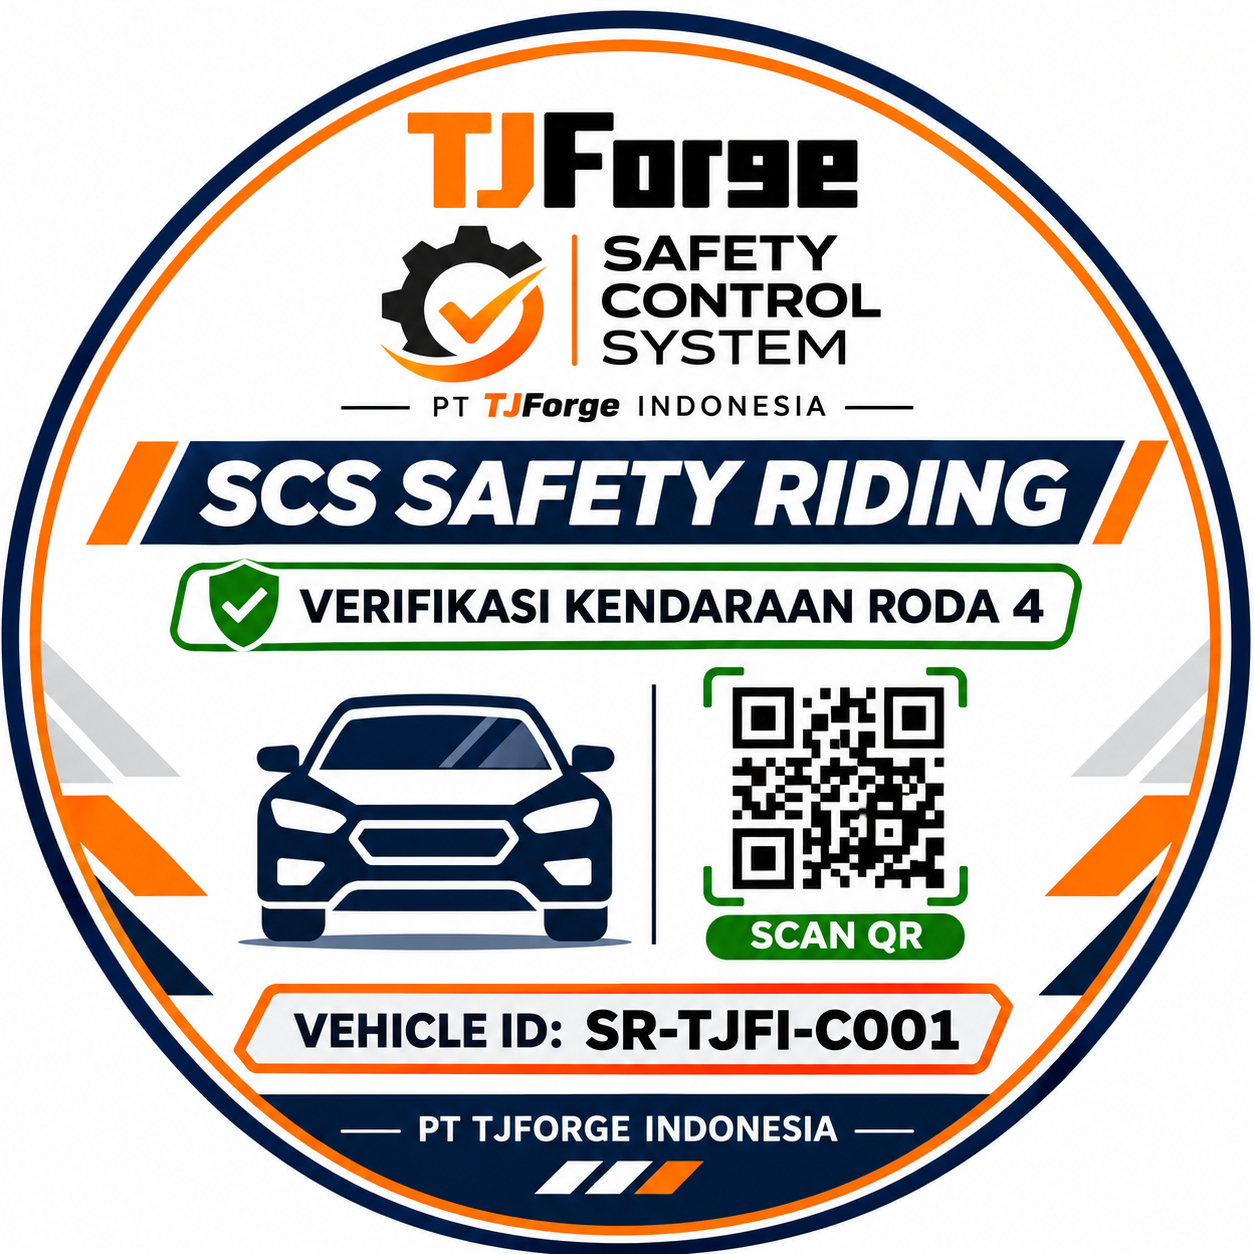 TJForge
SAFETY
CONTROL
SYSTEM
PT TJForge INDONESIA
SCS SAFETY RIDING
VERIFIKASI KENDARAAN RODA 4
SCAN QR
VEHICLE ID: SR-TJFI-C001
PT TJFORGE INDONESIA